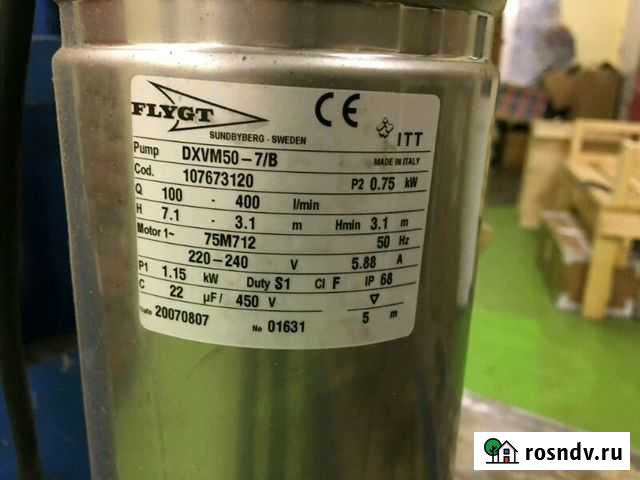 FLYGT
SUNDBYBERG - SWEDEN
CE
ITT
MADE IN ITALY
Pump DXVM50-7/B
Cod. 107673120 P2 0.75 kW
Q 100 - 400 l/min
H 7.1 - 3.1 m Hmin 3.1 m
Motor 1~ 75M712 50 Hz
220-240 V 5.88 A
P1 1.15 kW Duty S1 Cl F IP 68
C 22 µF/ 450 V ▽
20070807 No 01631 5 m
rosndv.ru